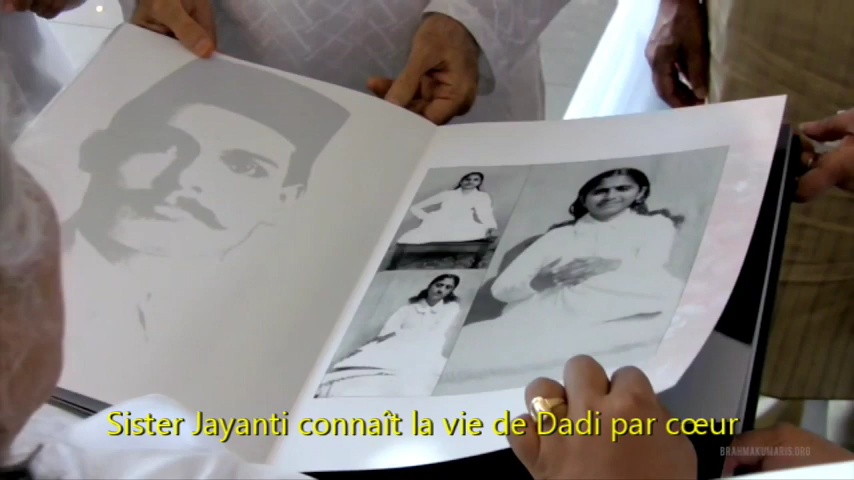 Sister Jayanti connaît la vie de Dadi par cœur
BRAHMAKUMARIS.ORG